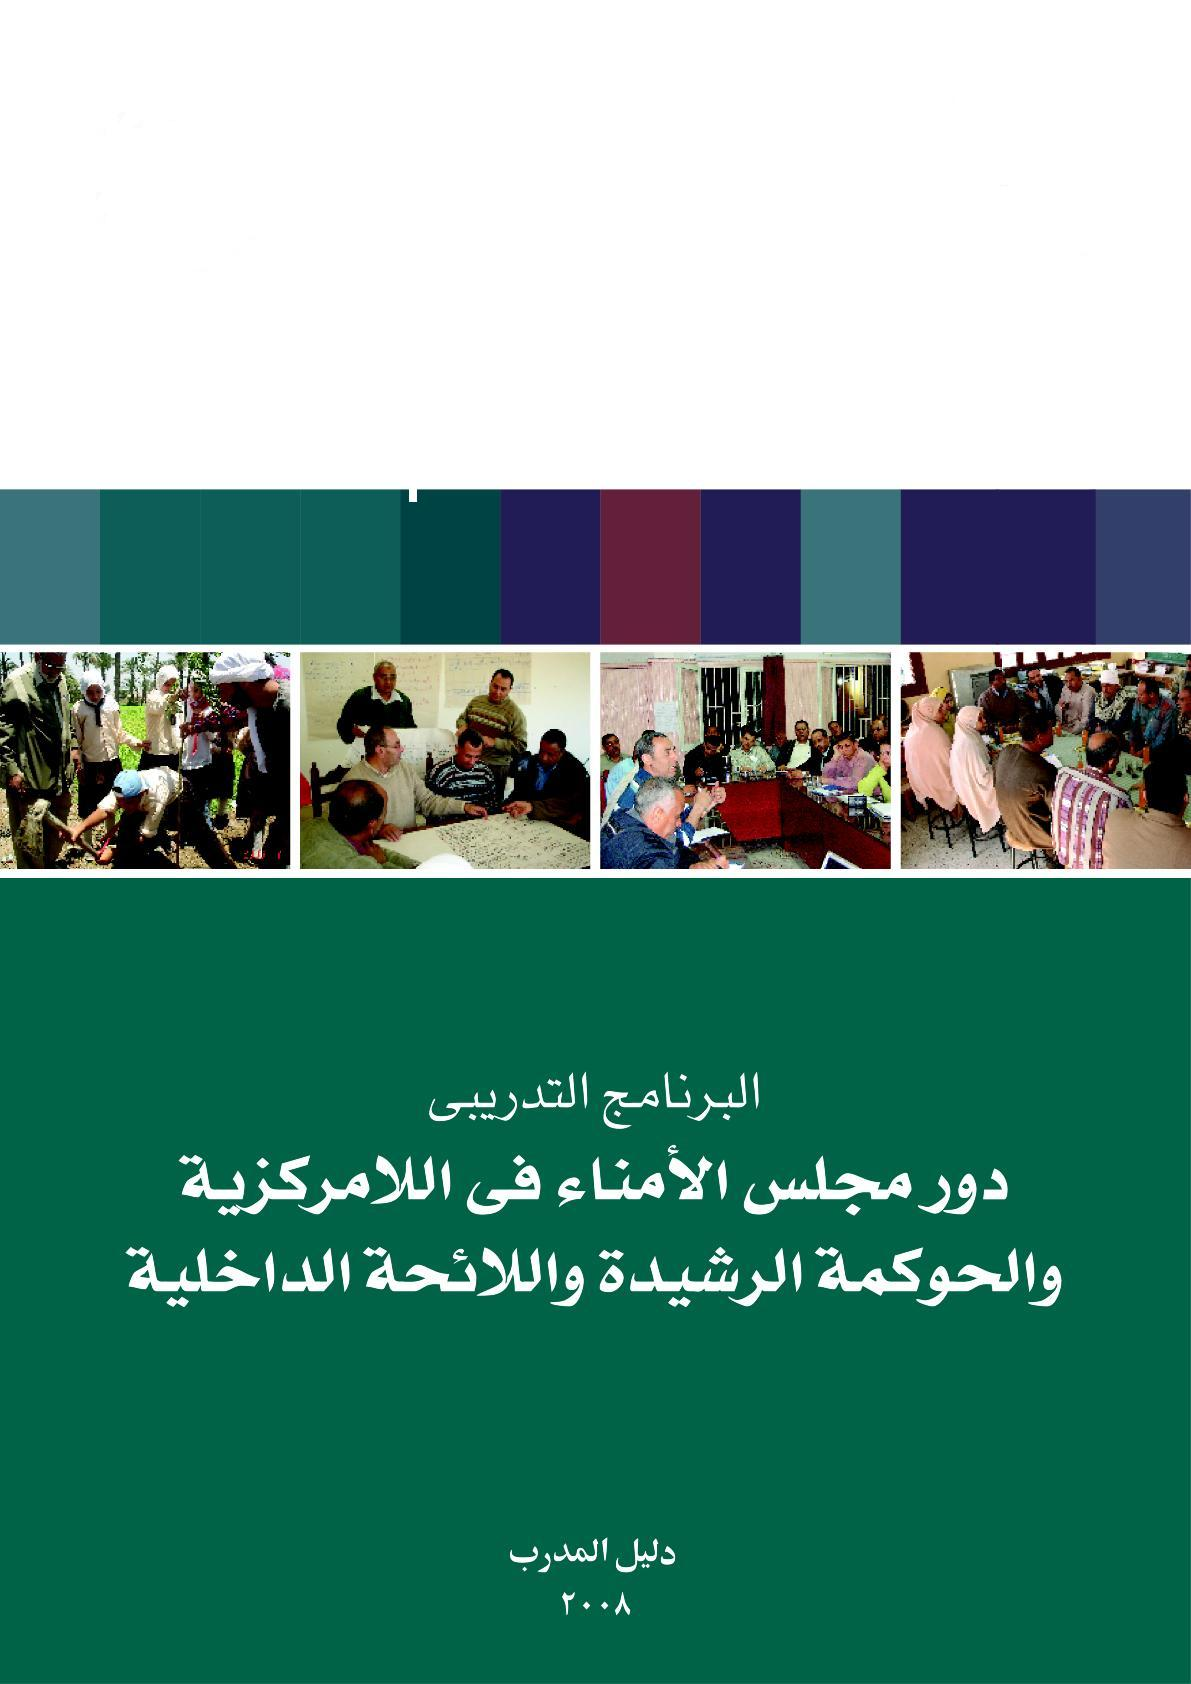 البرنامج التدريبى
دور مجلس الأمناء فى اللامركزية
والحوكمة الرشيدة واللائحة الداخلية
دليل المدرب
٢٠٠٨